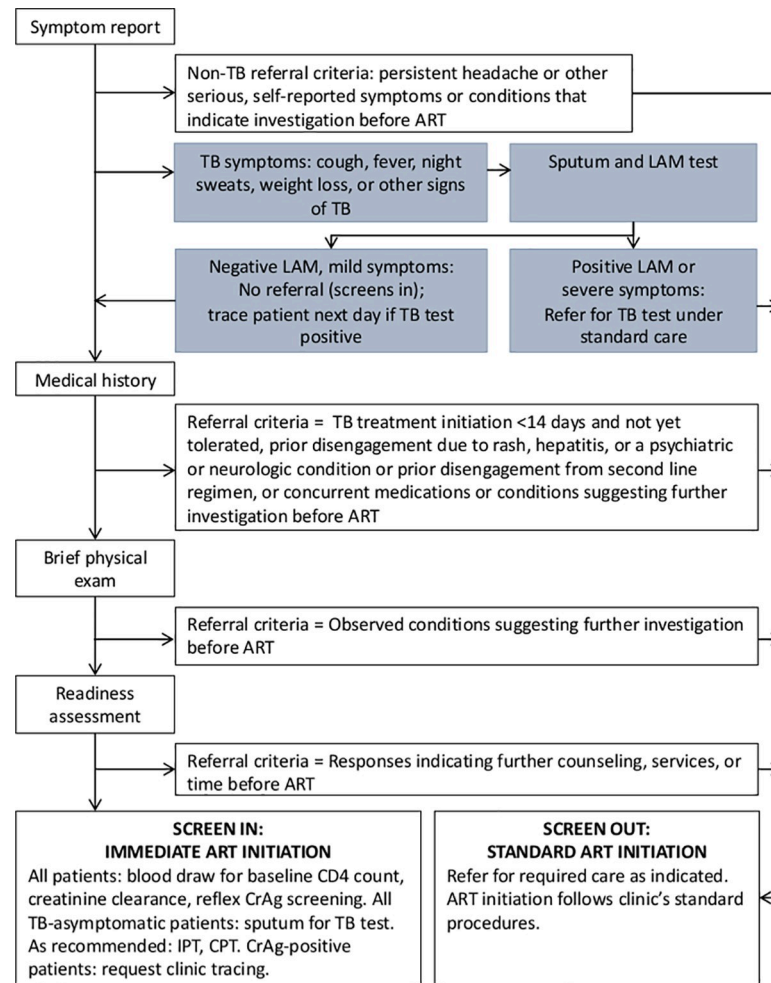 Symptom report
Non-TB referral criteria: persistent headache or other
serious, self-reported symptoms or conditions that
indicate investigation before ART
TB symptoms: cough, fever, night
sweats, weight loss, or other signs
of TB
Sputum and LAM test
Negative LAM, mild symptoms:
No referral (screens in);
trace patient next day if TB test
positive
Positive LAM or
severe symptoms:
Refer for TB test under
standard care
Medical history
Referral criteria = TB treatment initiation <14 days and not yet
tolerated, prior disengagement due to rash, hepatitis, or a psychiatric
or neurologic condition or prior disengagement from second line
regimen, or concurrent medications or conditions suggesting further
investigation before ART
Brief physical
exam
Referral criteria = Observed conditions suggesting further investigation
before ART
Readiness
assessment
Referral criteria = Responses indicating further counseling, services, or
time before ART
SCREEN IN:
IMMEDIATE ART INITIATION
All patients: blood draw for baseline CD4 count,
creatinine clearance, reflex CrAg screening. All
TB-asymptomatic patients: sputum for TB test.
As recommended: IPT, CPT. CrAg-positive
patients: request clinic tracing.
SCREEN OUT:
STANDARD ART INITIATION
Refer for required care as indicated.
ART initiation follows clinic's standard
procedures.